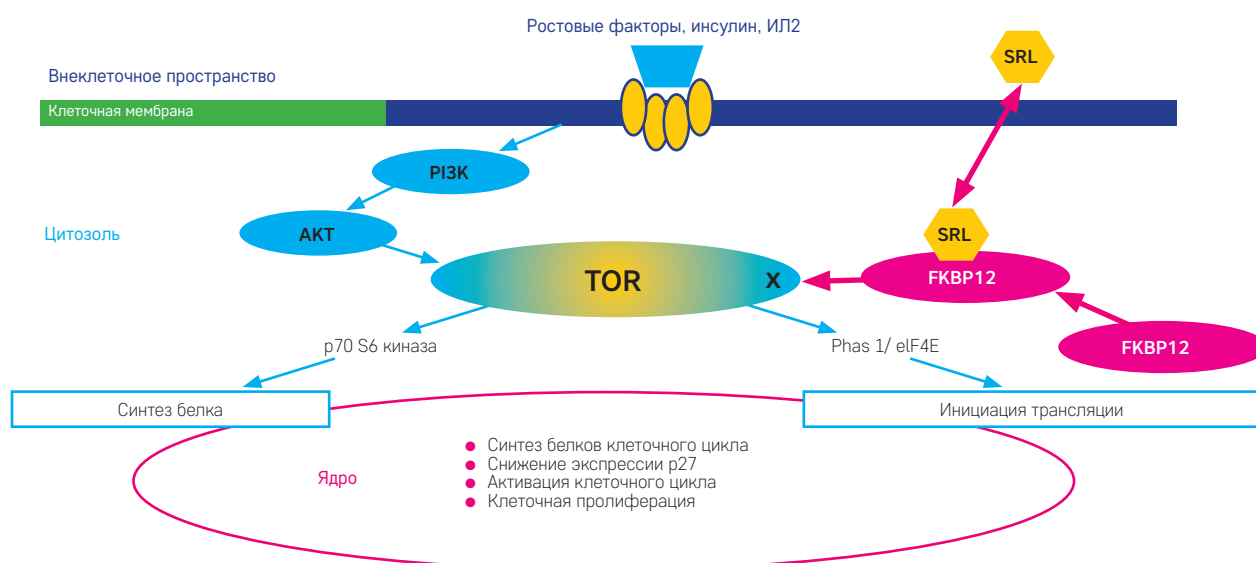 Ростовые факторы, инсулин, ИЛ2
SRL
Внеклеточное пространство
Клеточная мембрана
PI3K
Цитозоль
AKT
SRL
TOR
X
FKBP12
FKBP12
p70 S6 киназа
Phas 1/ elF4E
Синтез белка
Инициация трансляции
Ядро
Синтез белков клеточного цикла
Снижение экспрессии p27
Активация клеточного цикла
Клеточная пролиферация